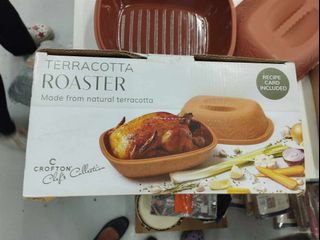 TERRACOTTA
ROASTER
Made from natural terracotta
RECIPE
CARD
INCLUDED
C
CROFTON
Chef's Collection